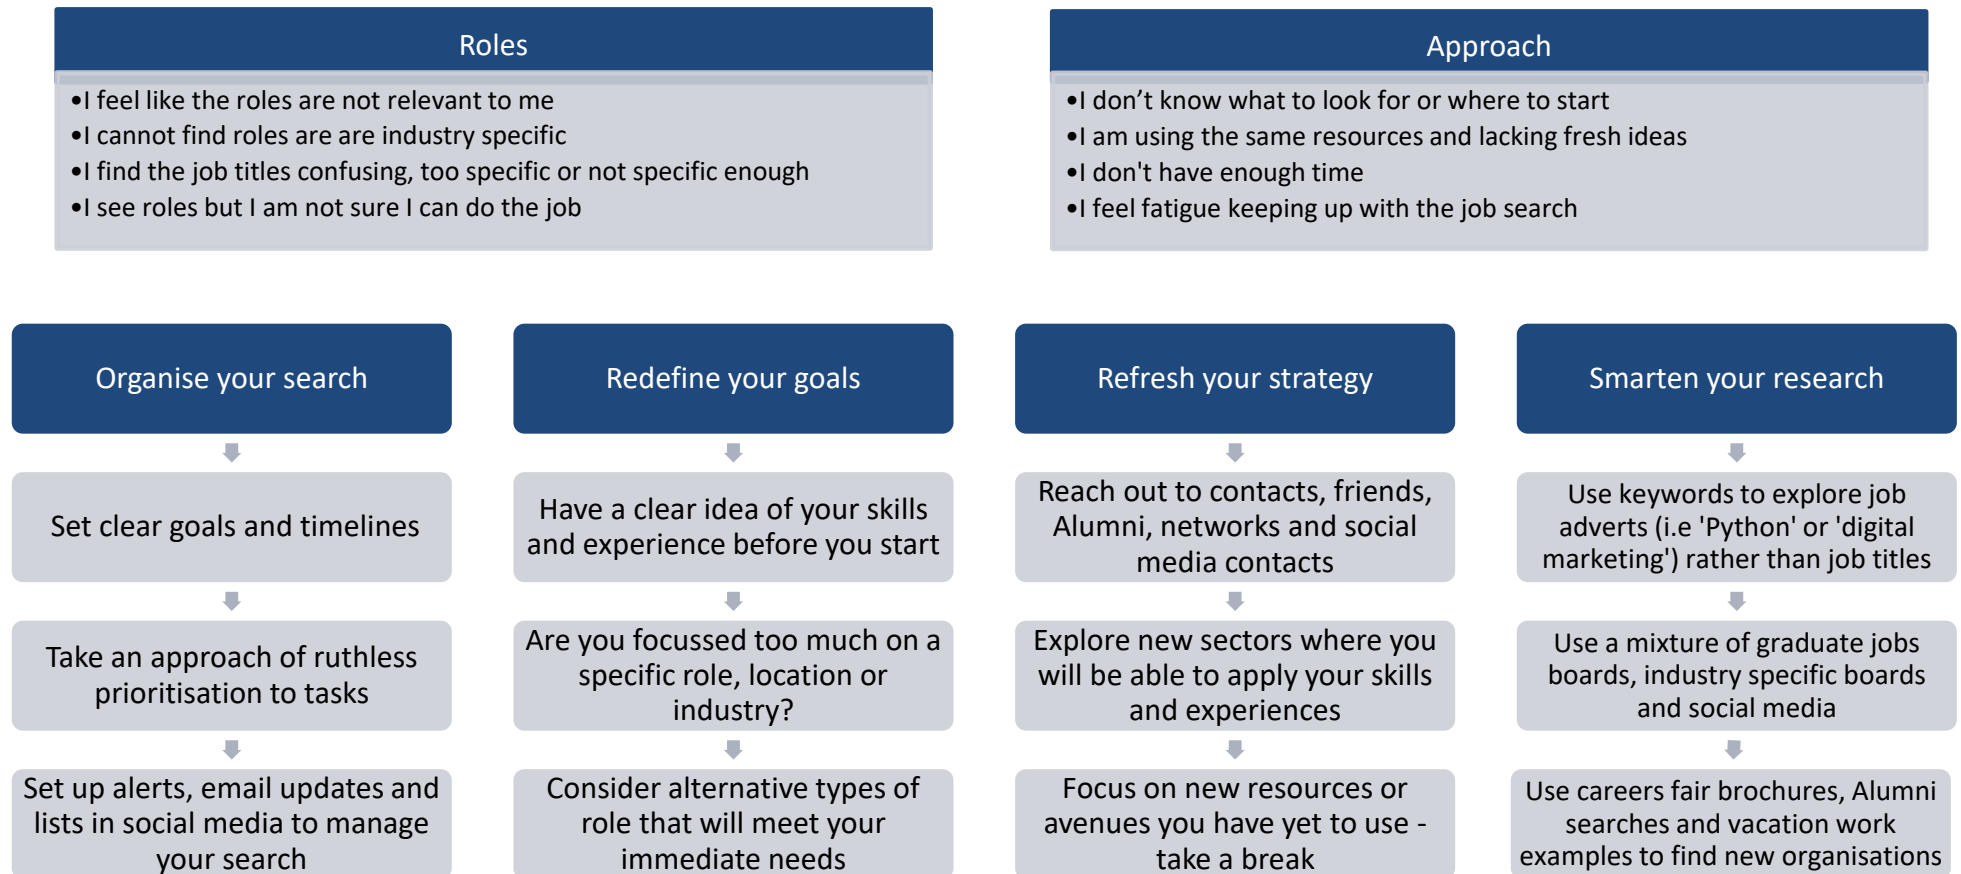 Roles
•I feel like the roles are not relevant to me
•I cannot find roles are are industry specific
•I find the job titles confusing, too specific or not specific enough
•I see roles but I am not sure I can do the job
Approach
•I don’t know what to look for or where to start
•I am using the same resources and lacking fresh ideas
•I don't have enough time
•I feel fatigue keeping up with the job search
Organise your search
Set clear goals and timelines
Take an approach of ruthless
prioritisation to tasks
Set up alerts, email updates and
lists in social media to manage
your search
Redefine your goals
Have a clear idea of your skills
and experience before you start
Are you focussed too much on a
specific role, location or
industry?
Consider alternative types of
role that will meet your
immediate needs
Refresh your strategy
Reach out to contacts, friends,
Alumni, networks and social
media contacts
Explore new sectors where you
will be able to apply your skills
and experiences
Focus on new resources or
avenues you have yet to use -
take a break
Smarten your research
Use keywords to explore job
adverts (i.e 'Python' or 'digital
marketing') rather than job titles
Use a mixture of graduate jobs
boards, industry specific boards
and social media
Use careers fair brochures, Alumni
searches and vacation work
examples to find new organisations